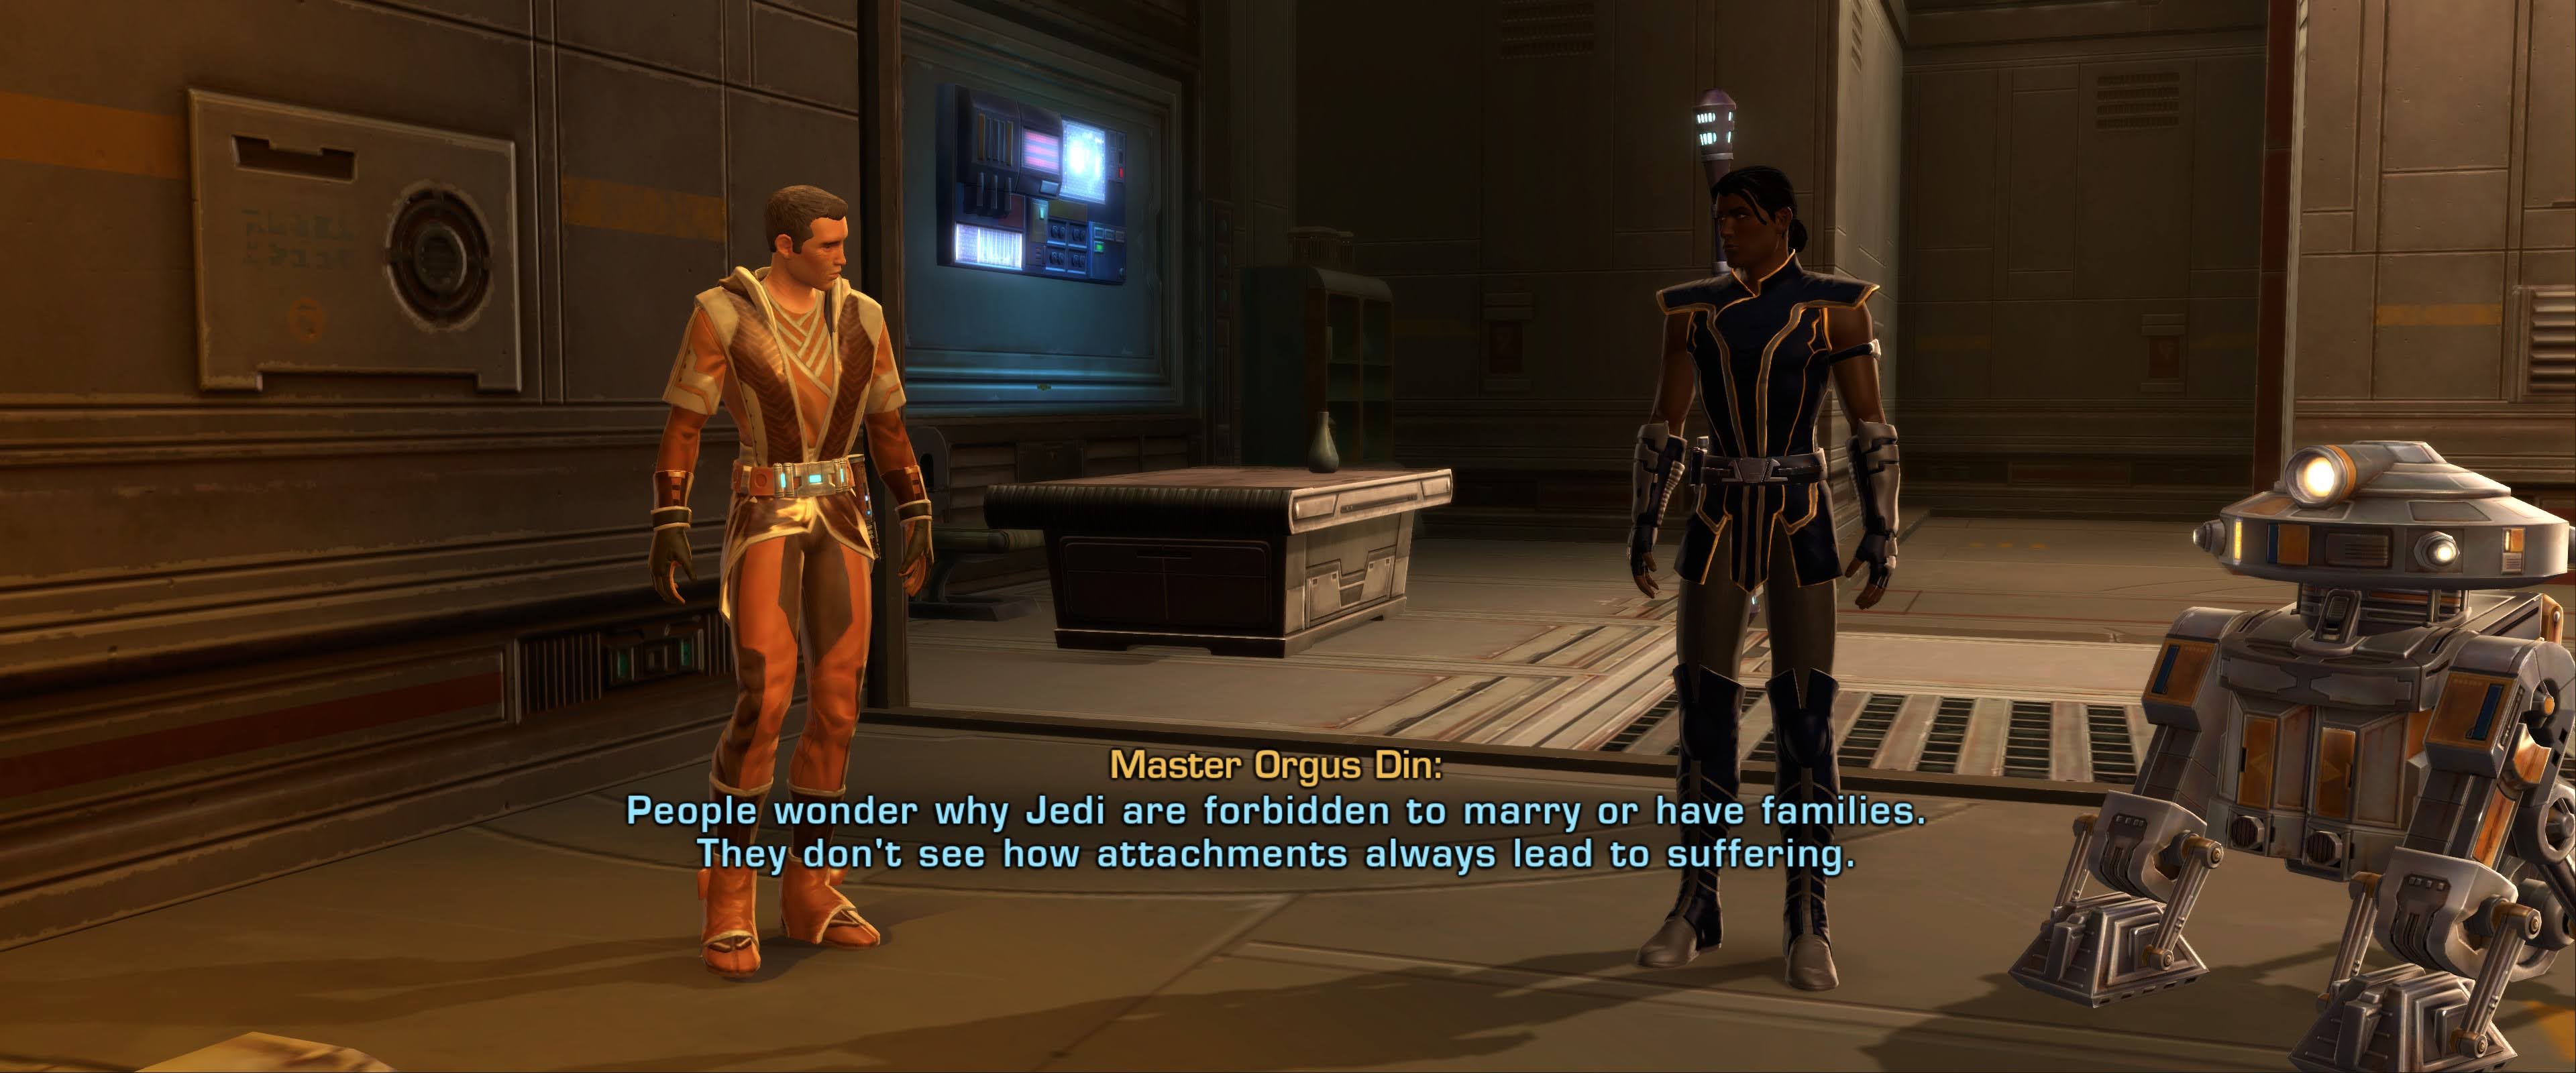 Master Orgus Din:
People wonder why Jedi are forbidden to marry or have families.
They don't see how attachments always lead to suffering.